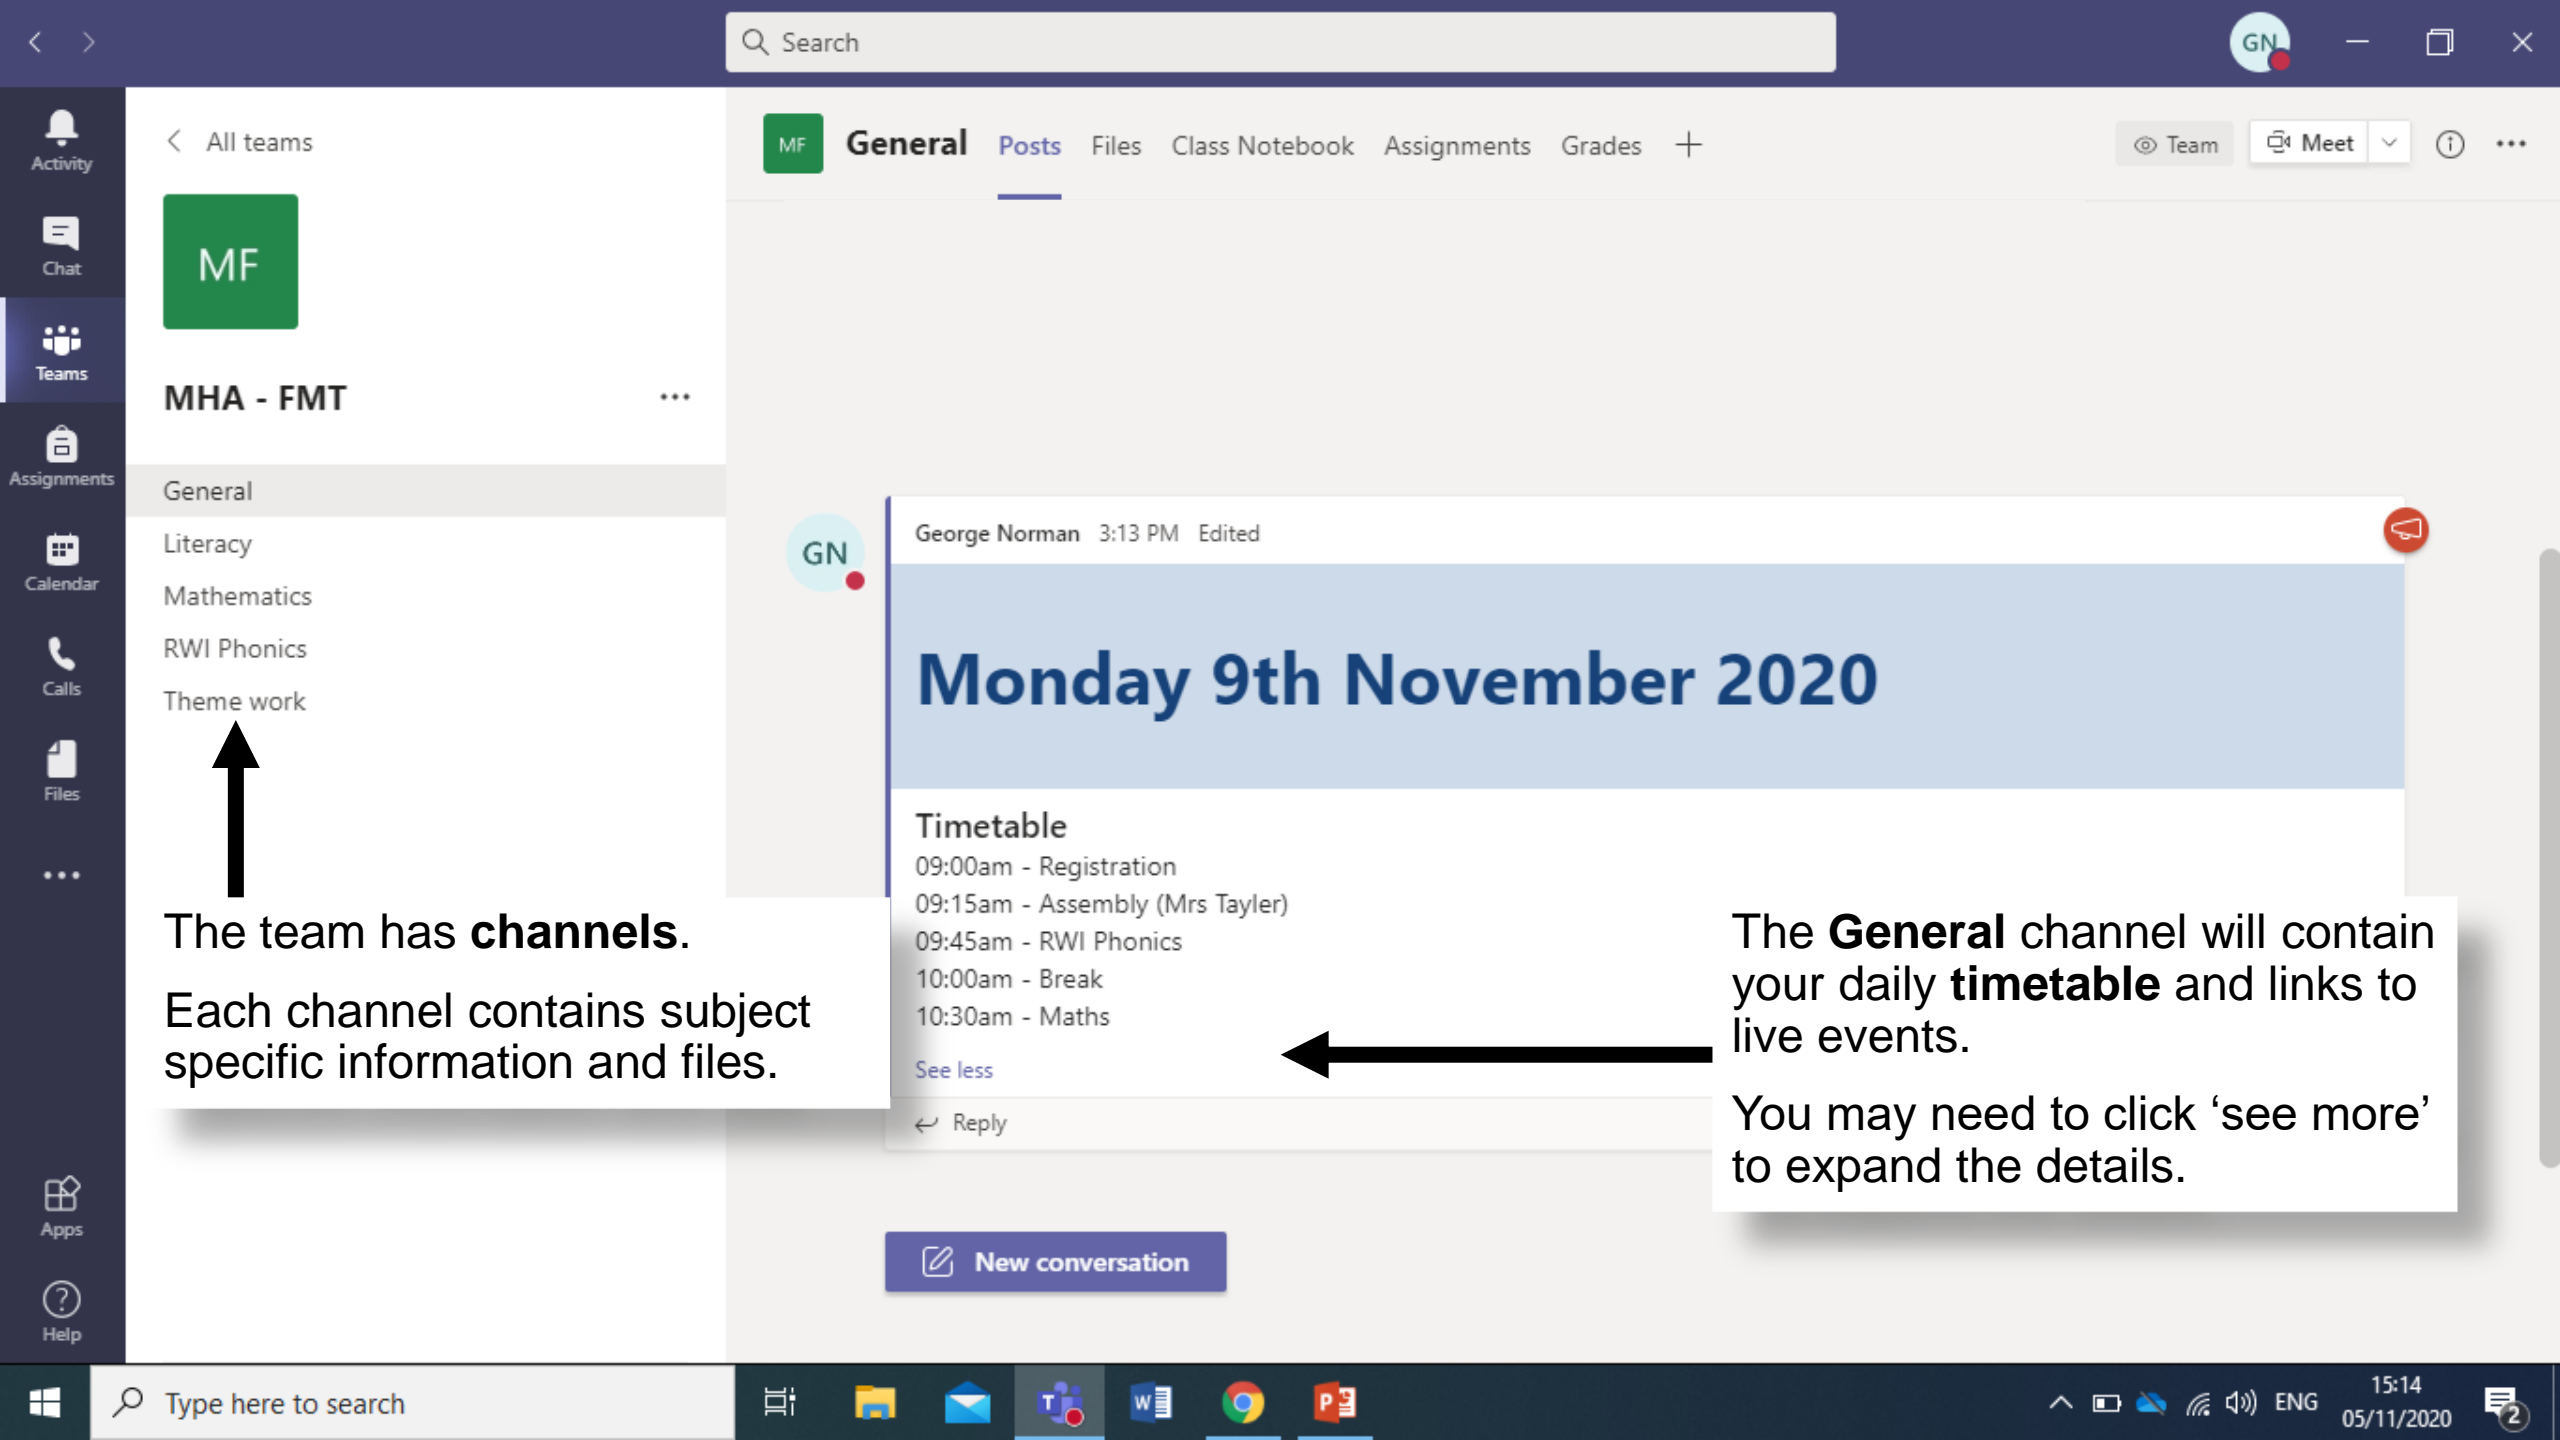 Search
GN
Activity
Chat
Teams
Assignments
Calendar
Calls
Files
Apps
Help
All teams
MF
MHA - FMT
General
Literacy
Mathematics
RWI Phonics
Theme work
MF
General Posts Files Class Notebook Assignments Grades
Team
Meet
GN
George Norman 3:13 PM Edited
Monday 9th November 2020
Timetable
09:00am - Registration
09:15am - Assembly (Mrs Tayler)
09:45am - RWI Phonics
10:00am - Break
10:30am - Maths
See less
Reply
The team has channels.
Each channel contains subject
specific information and files.
The General channel will contain
your daily timetable and links to
live events.
You may need to click ‘see more’
to expand the details.
New conversation
Type here to search
ENG
15:14
05/11/2020
2